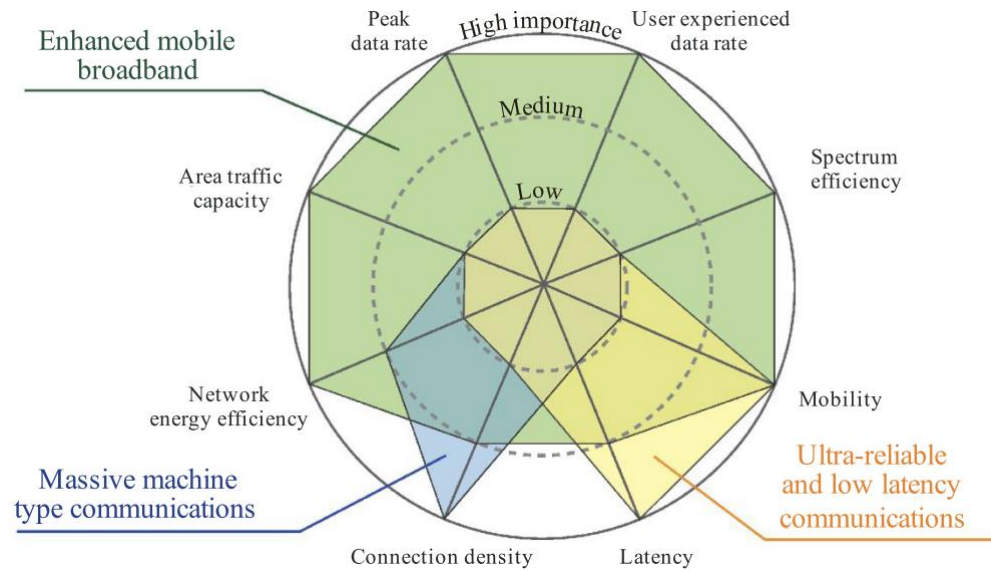 Peak
data rate
High importance
User experienced
data rate
Enhanced mobile
broadband
Medium
Area traffic
capacity
Low
Spectrum
efficiency
Network
energy efficiency
Mobility
Massive machine
type communications
Ultra-reliable
and low latency
communications
Connection density
Latency